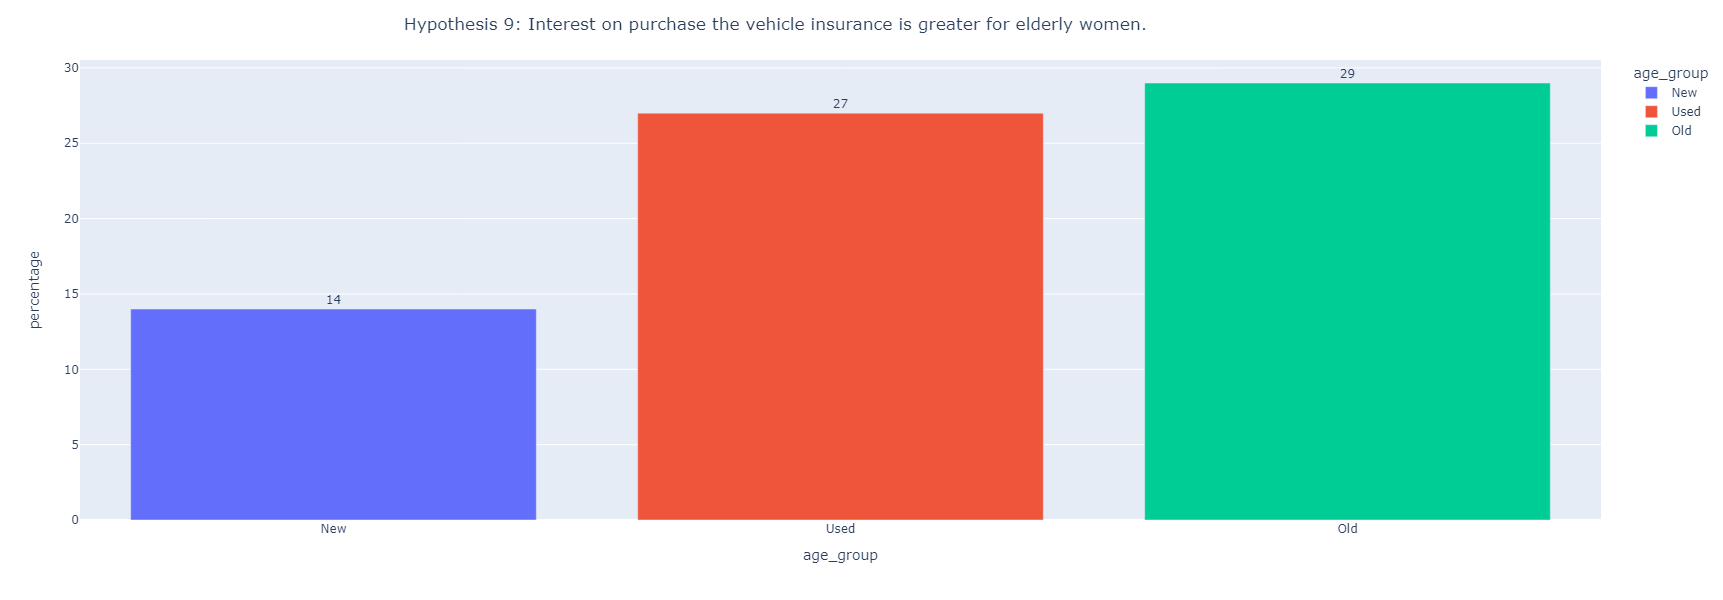 Hypothesis 9: Interest on purchase the vehicle insurance is greater for elderly women.
percentage
30
25
20
15
10
5
0
14
27
29
New
Used
Old
age_group
age_group
New
Used
Old